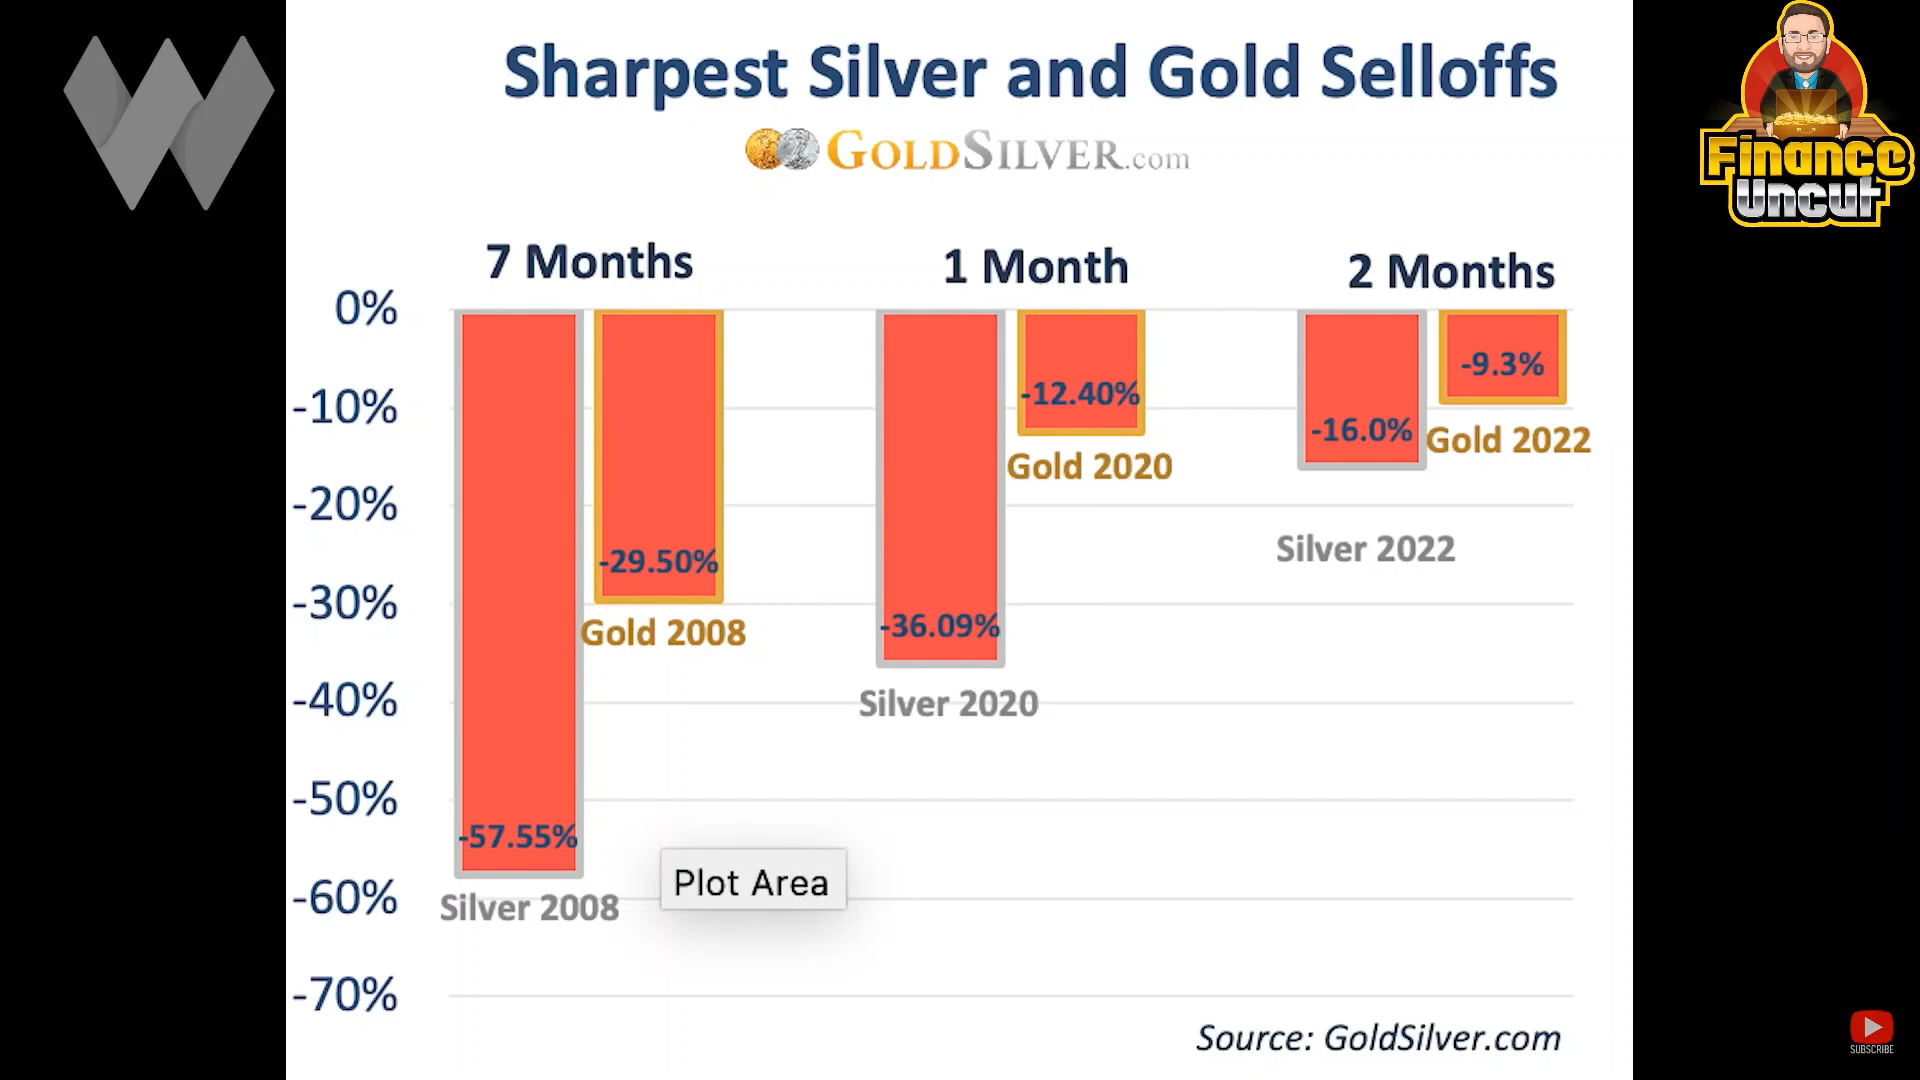 Sharpest Silver and Gold Selloffs
GOLDSILVER.com
Finance
Uncut
7 Months
1 Month
2 Months
0%
-10%
-20%
-30%
-40%
-50%
-60%
-70%
-57.55%
Silver 2008
-29.50%
Gold 2008
-36.09%
Silver 2020
-12.40%
Gold 2020
-16.0%
Silver 2022
-9.3%
Gold 2022
Plot Area
Source: GoldSilver.com
SUBSCRIBE